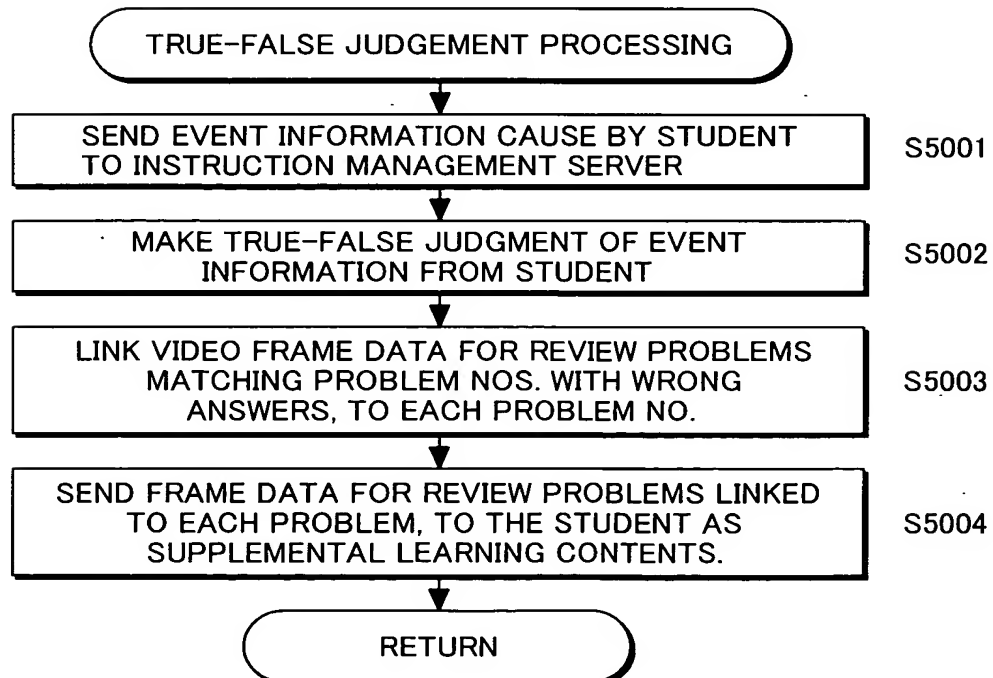 TRUE-FALSE JUDGEMENT PROCESSING
SEND EVENT INFORMATION CAUSE BY STUDENT
TO INSTRUCTION MANAGEMENT SERVER
S5001
MAKE TRUE-FALSE JUDGMENT OF EVENT
INFORMATION FROM STUDENT
S5002
LINK VIDEO FRAME DATA FOR REVIEW PROBLEMS
MATCHING PROBLEM NOS. WITH WRONG
ANSWERS, TO EACH PROBLEM NO.
S5003
SEND FRAME DATA FOR REVIEW PROBLEMS LINKED
TO EACH PROBLEM, TO THE STUDENT AS
SUPPLEMENTAL LEARNING CONTENTS.
S5004
RETURN